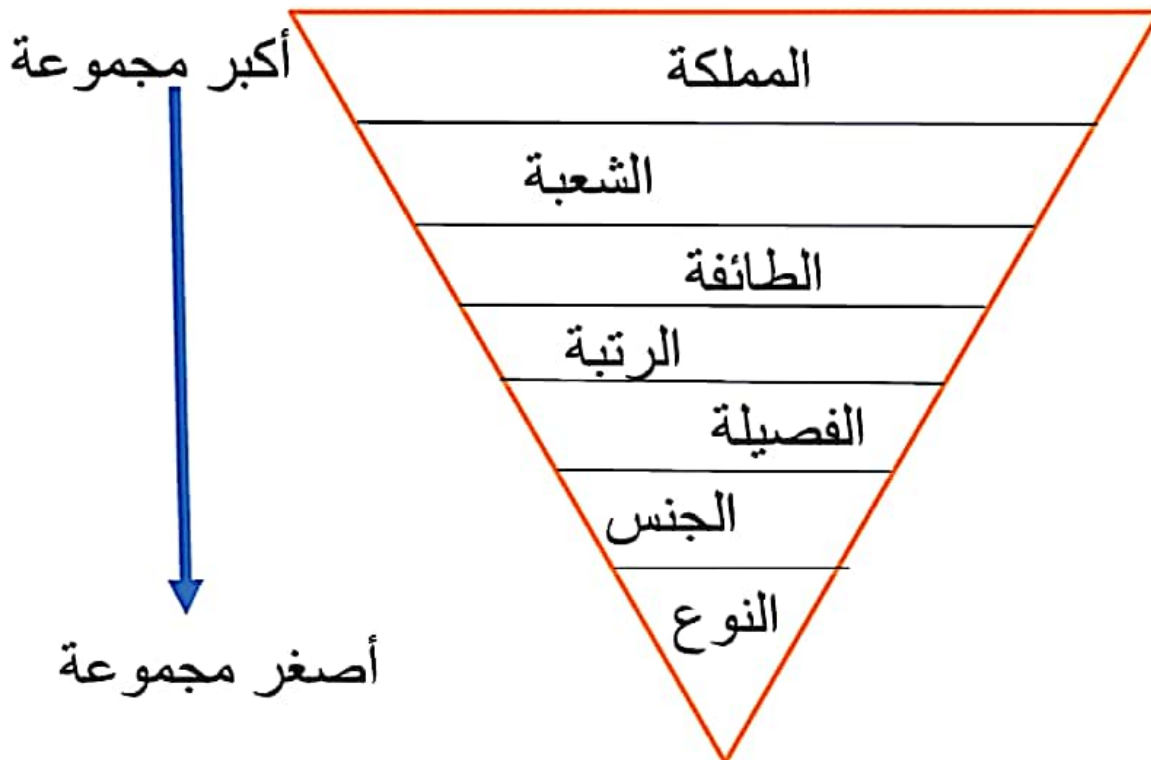 أكبر مجموعة
المملكة
الشعبة
الطائفة
الرتبة
الفصيلة
الجنس
النوع
أصغر مجموعة